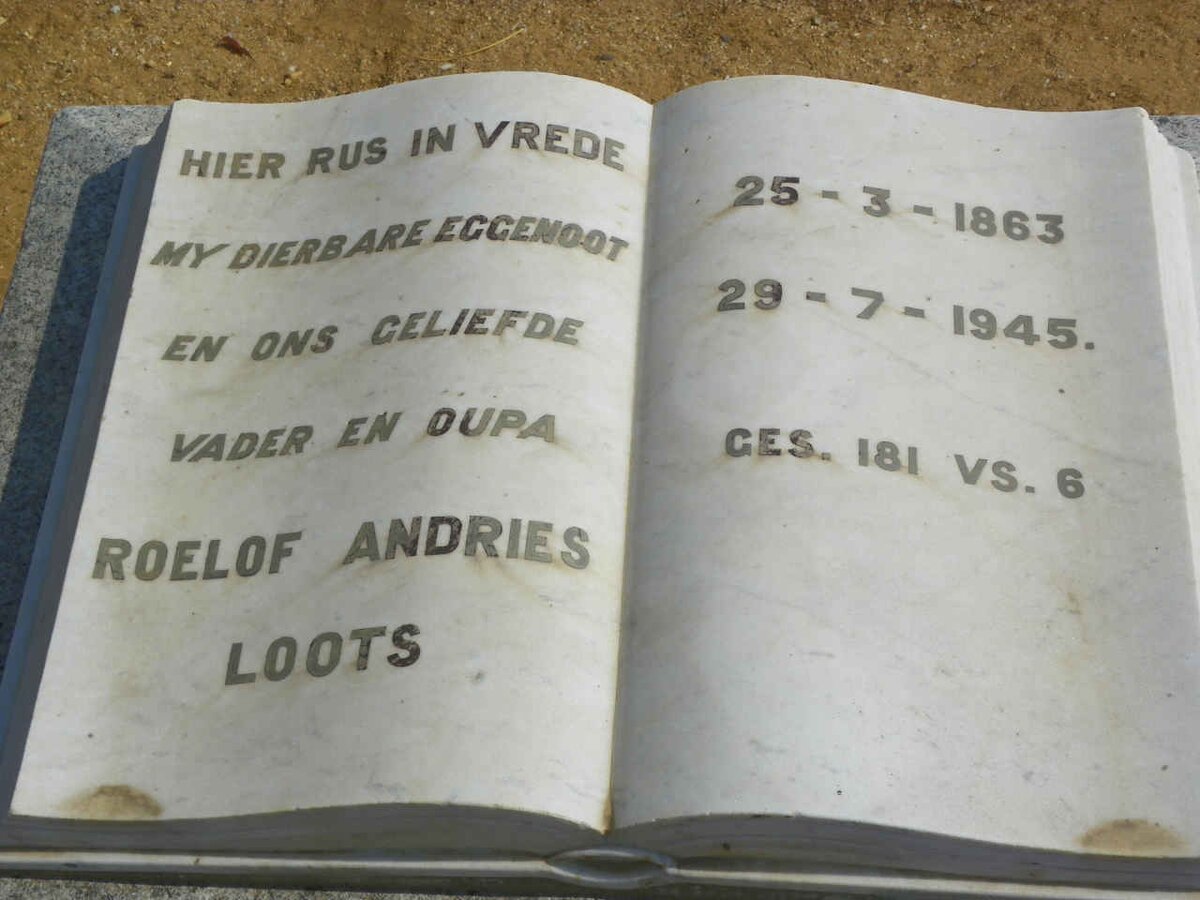 HIER RUS IN VREDE
MY DIERBARE EGGENOOT
EN ONS GELIEFDE
VADER EN OUPA
ROELOF ANDRIES
LOOTS
25 - 3 - 1863
29 - 7 - 1945.
GES. 181 VS. 6